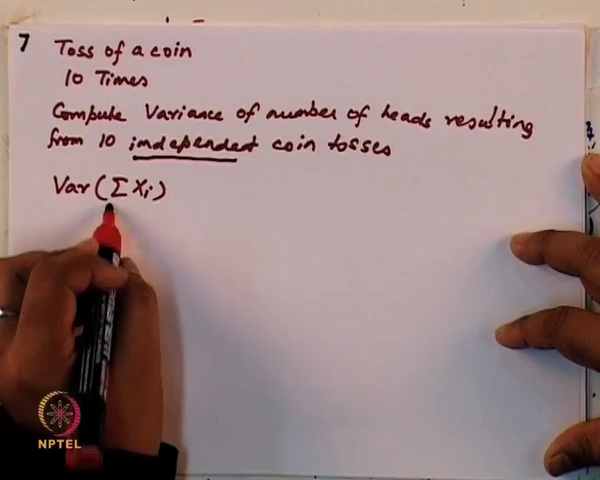 7 Toss of a coin
10 Times
Compute Variance of number of heads resulting
from 10 independent coin tosses
Var (Σ Xi)
NPTEL